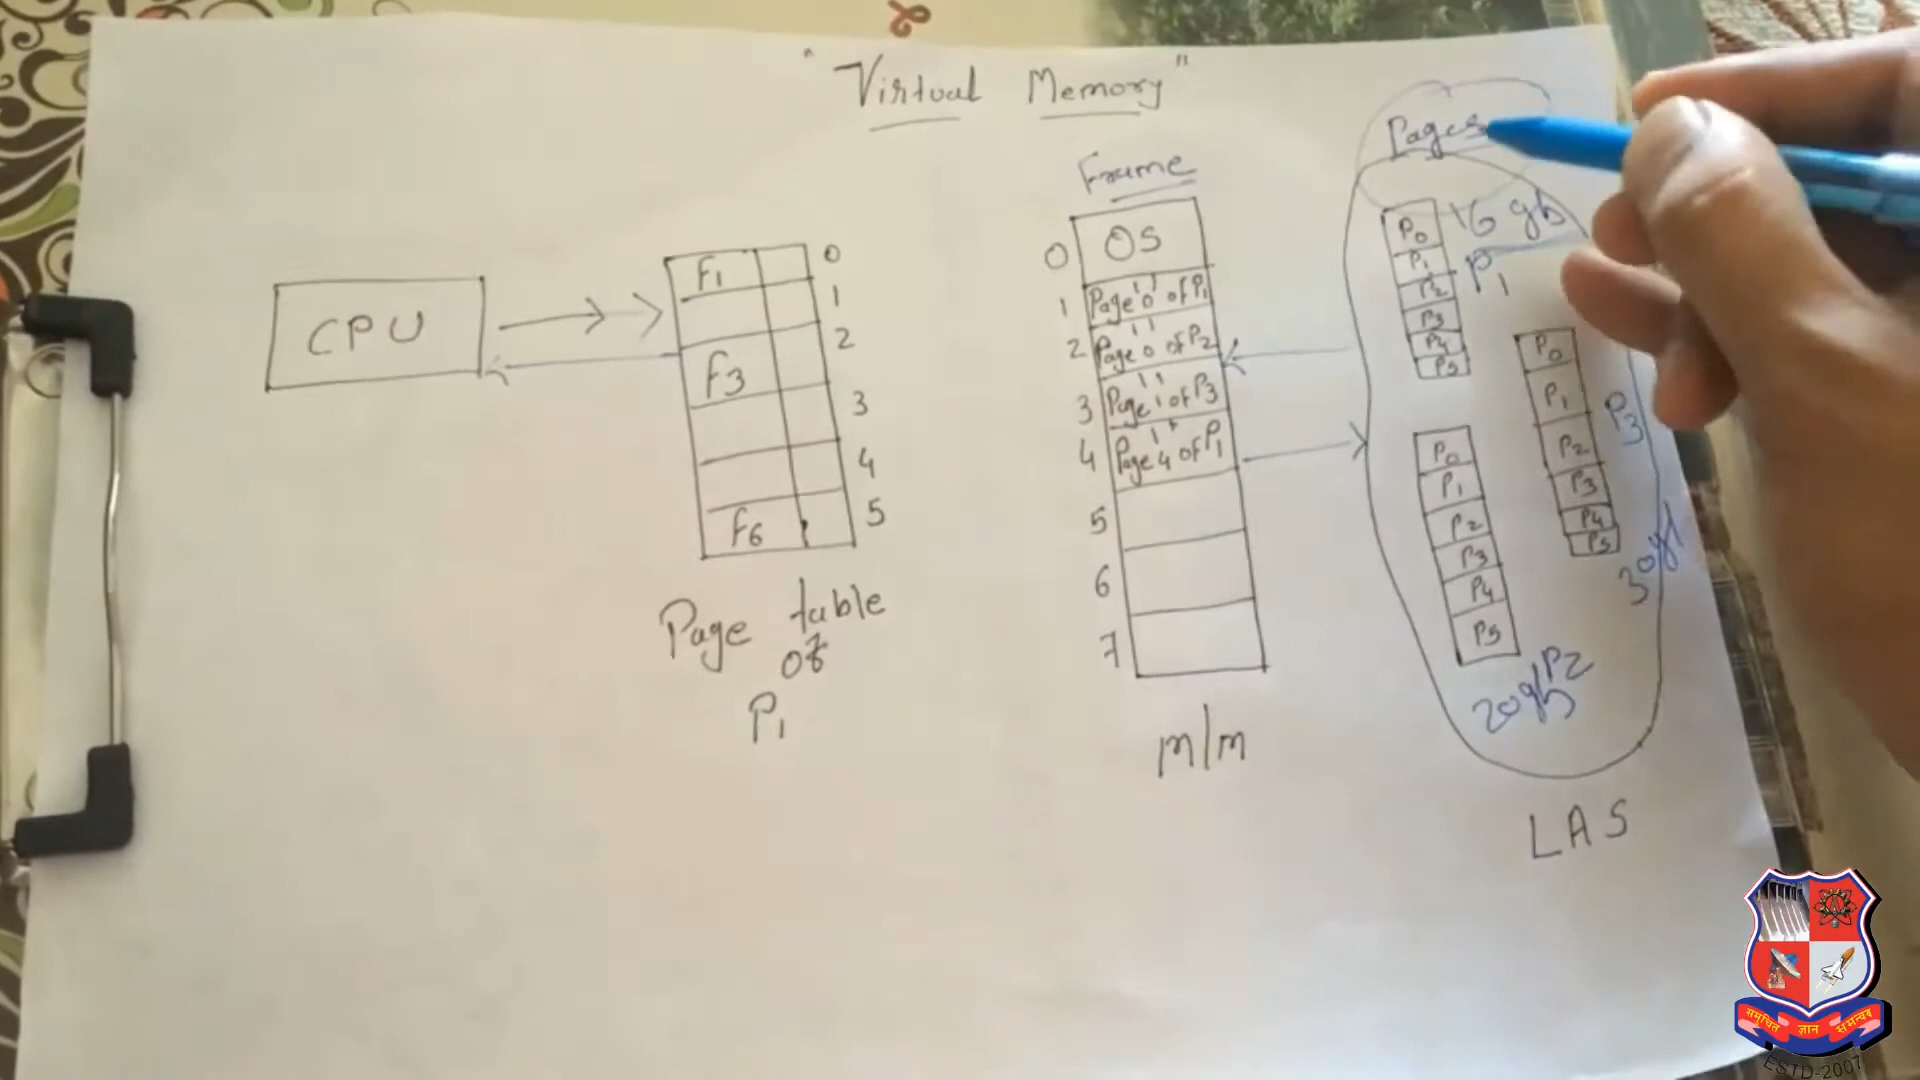 "Virtual Memory"
CPU
F1
F3
F6
0
1
2
3
4
5
Page table
of
P1
Frame
0
1
2
3
4
5
6
7
OS
Page '0' of P1
Page '0' of P2
Page '1' of P3
Page '4' of P1
m/m
Pages
P0
P1
P2
P3
P4
P5
16 gb
P1
P0
P1
P2
P3
P4
P5
P3
30gb
P0
P1
P2
P3
P4
P5
P2
20gb
LAS
समुचित ज्ञान समन्वय
ESTD-2007